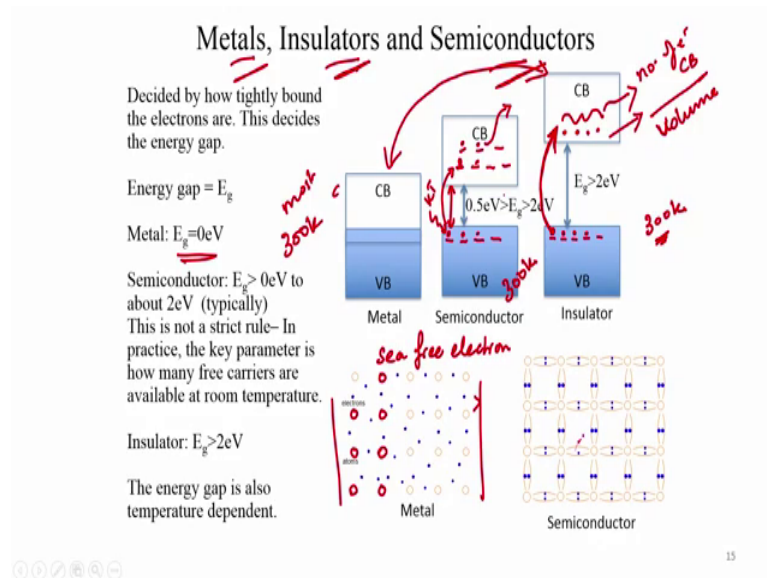 Metals, Insulators and Semiconductors
Decided by how tightly bound
the electrons are. This decides
the energy gap.
Energy gap = Eg
Metal: Eg=0eV
Semiconductor: Eg> 0eV to
about 2eV (typically)
This is not a strict rule– In
practice, the key parameter is
how many free carriers are
available at room temperature.
Insulator: Eg>2eV
The energy gap is also
temperature dependent.
most
300k
CB
VB
Metal
CB
0.5eV>Eg>2eV
VB
300k
Semiconductor
CB
Eg>2eV
VB
Insulator
no. of e-
CB
volume
300k
sea free electron
electrons
atoms
Metal
Semiconductor
15